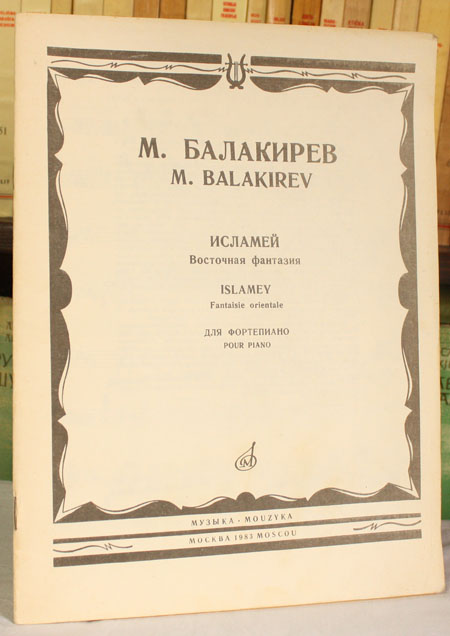 М. БАЛАКИРЕВ
M. BALAKIREV
ИСЛАМЕЙ
Восточная фантазия
ISLAMEY
Fantaisie orientale
ДЛЯ ФОРТЕПИАНО
POUR PIANO
МУЗЫКА · MOUZYKA
МОСКВА 1983 MOSCOU